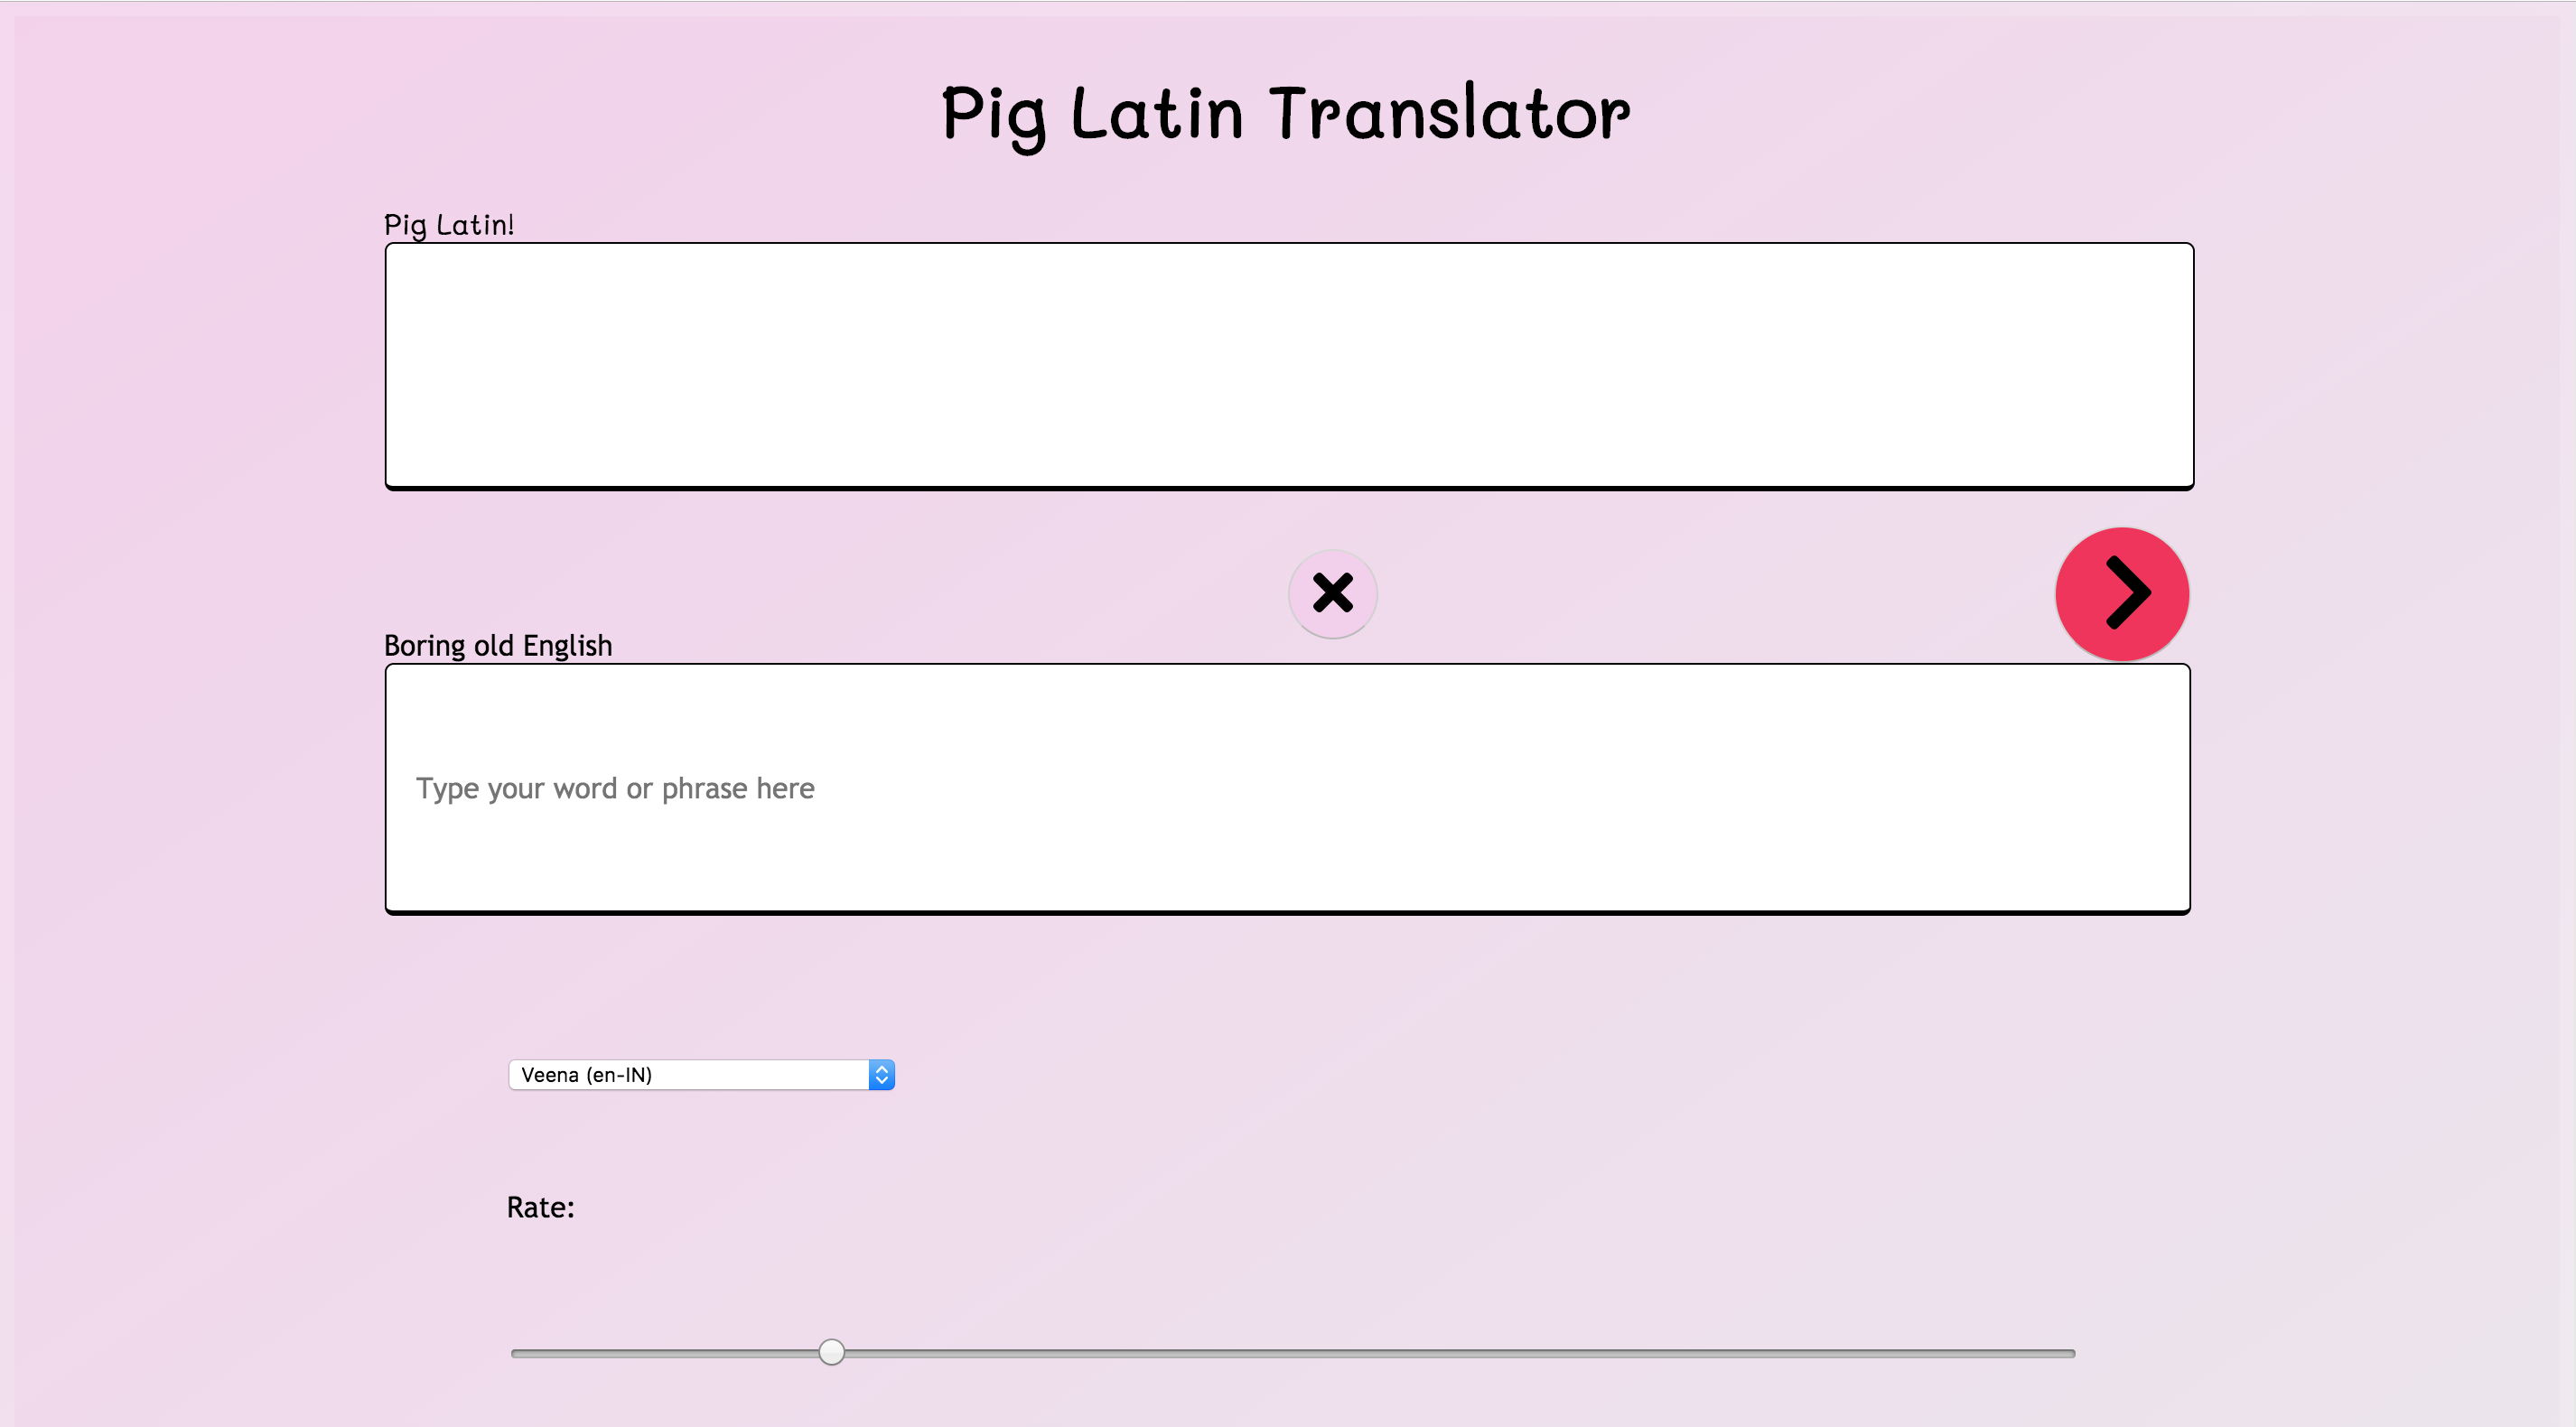 Pig Latin Translator
Pig Latin!
Boring old English
Type your word or phrase here
Veena (en-IN)
Rate: